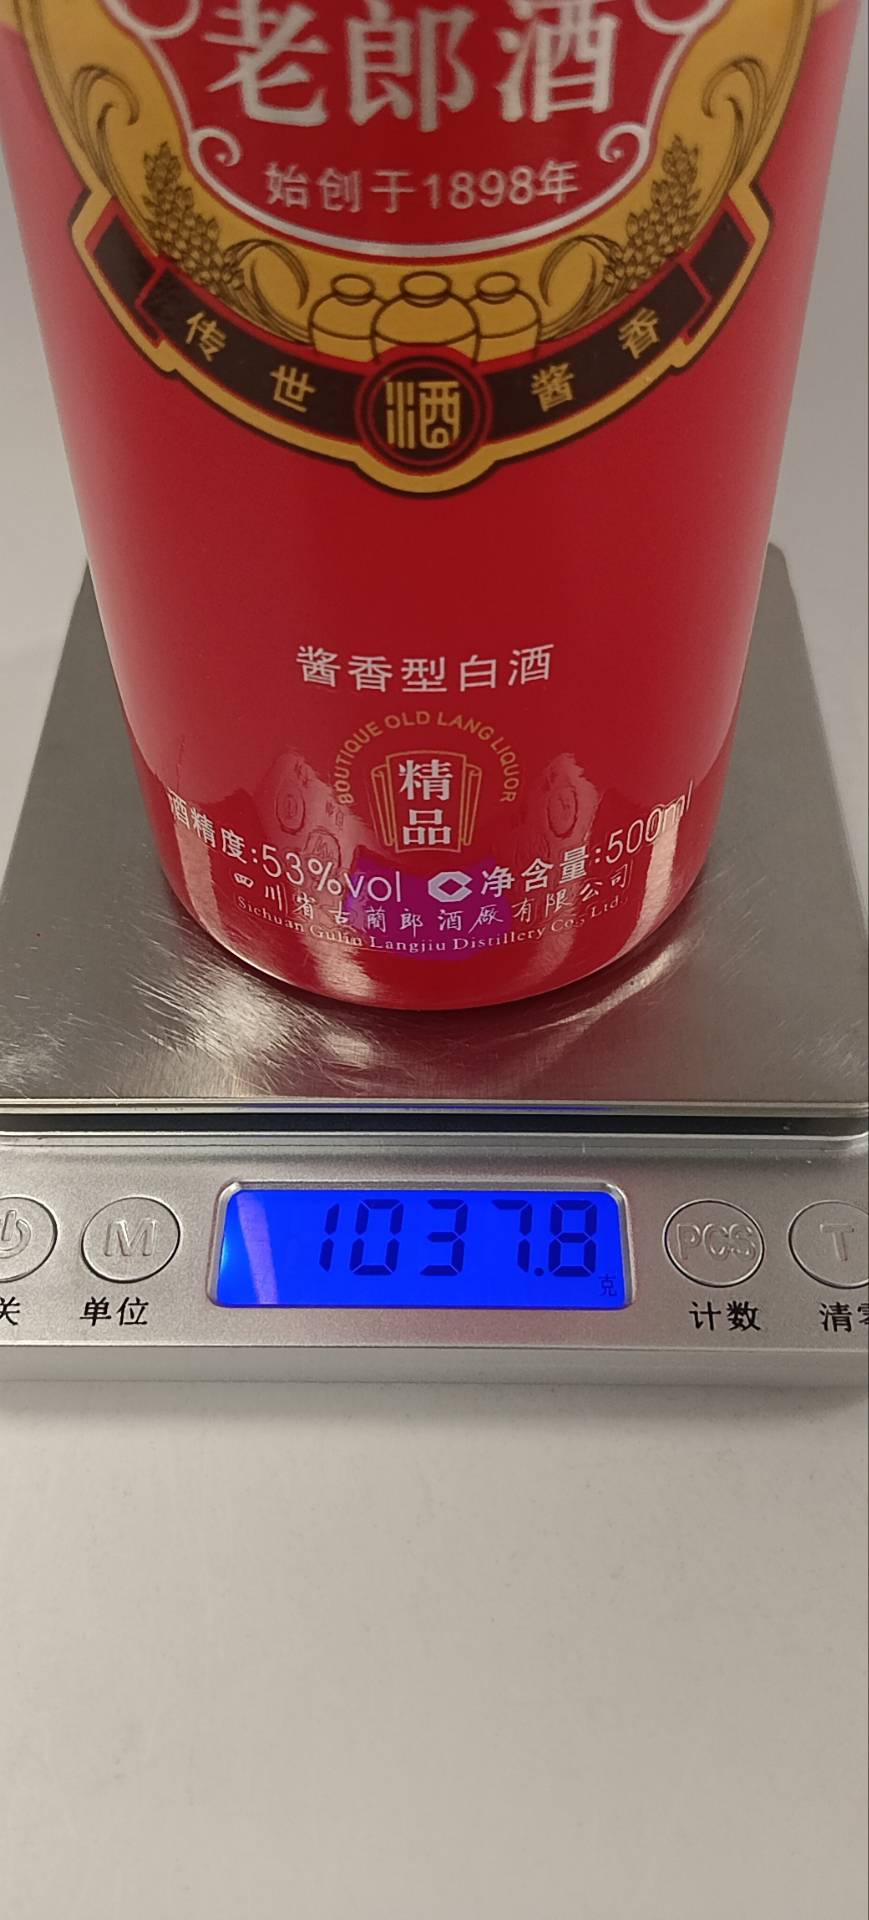 老郎酒
始创于1898年
传世酱香
酒
酱香型白酒
BOUTIQUE OLD LANG LIQUOR
精品
酒精度:53%vol 净含量:500ml
四川省古蔺郎酒厂有限公司
Sichuan Gulin Langjiu Distillery Co., Ltd.
1037.8
克
M PCS T
关 单位 计数 清